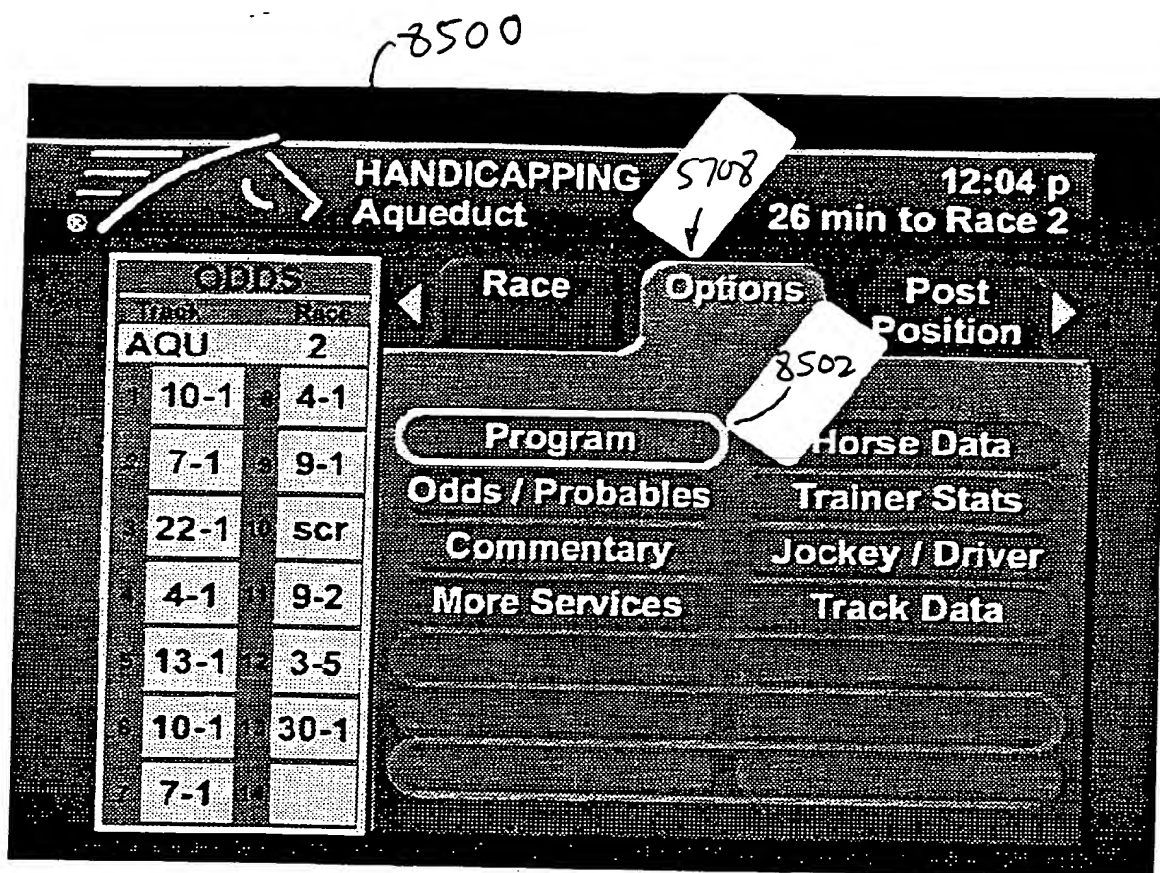 8500
HANDICAPPING
Aqueduct
5708
12:04 p
26 min to Race 2
®
ODDS
Track Race
AQU 2
1 10-1 8 4-1
2 7-1 9 9-1
3 22-1 10 scr
4 4-1 11 9-2
5 13-1 12 3-5
6 10-1 13 30-1
7 7-1 14
Race
Options
Post
Position
8502
Program
Horse Data
Odds / Probables
Trainer Stats
Commentary
Jockey / Driver
More Services
Track Data